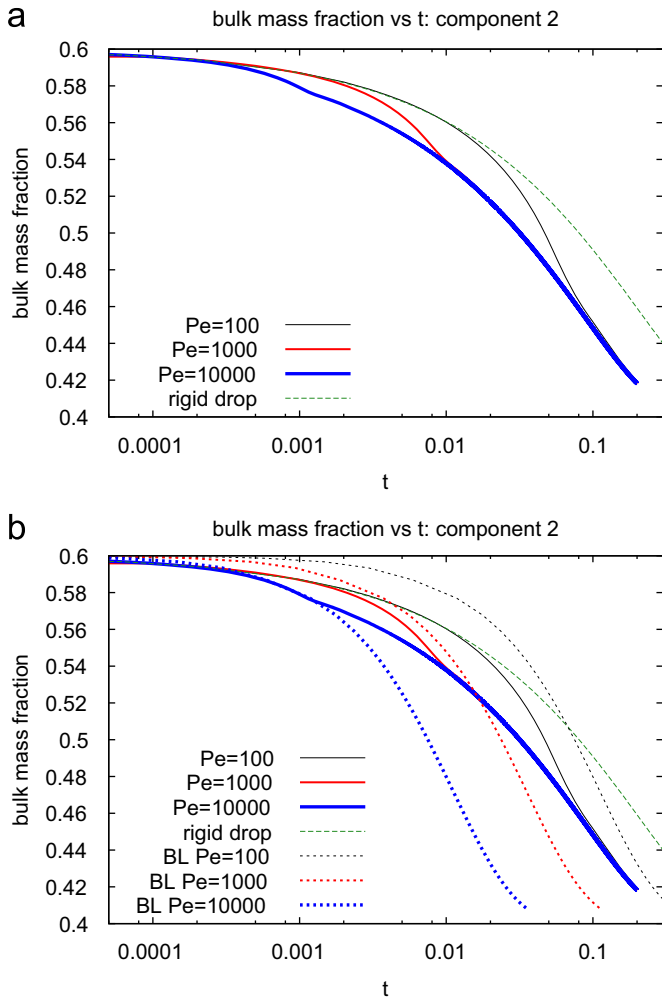 a
bulk mass fraction vs t: component 2
0.6
0.58
0.56
0.54
0.52
0.5
0.48
0.46
0.44
0.42
0.4
bulk mass fraction
Pe=100
Pe=1000
Pe=10000
rigid drop
0.0001 0.001 0.01 0.1
t
b
bulk mass fraction vs t: component 2
0.6
0.58
0.56
0.54
0.52
0.5
0.48
0.46
0.44
0.42
0.4
bulk mass fraction
Pe=100
Pe=1000
Pe=10000
rigid drop
BL Pe=100
BL Pe=1000
BL Pe=10000
0.0001 0.001 0.01 0.1
t